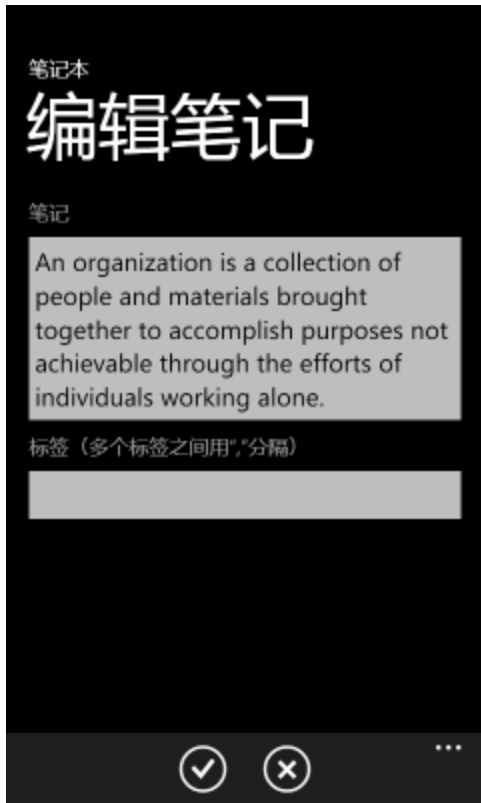 笔记本
编辑笔记
笔记
An organization is a collection of
people and materials brought
together to accomplish purposes not
achievable through the efforts of
individuals working alone.
标签（多个标签之间用“,”分隔）
...